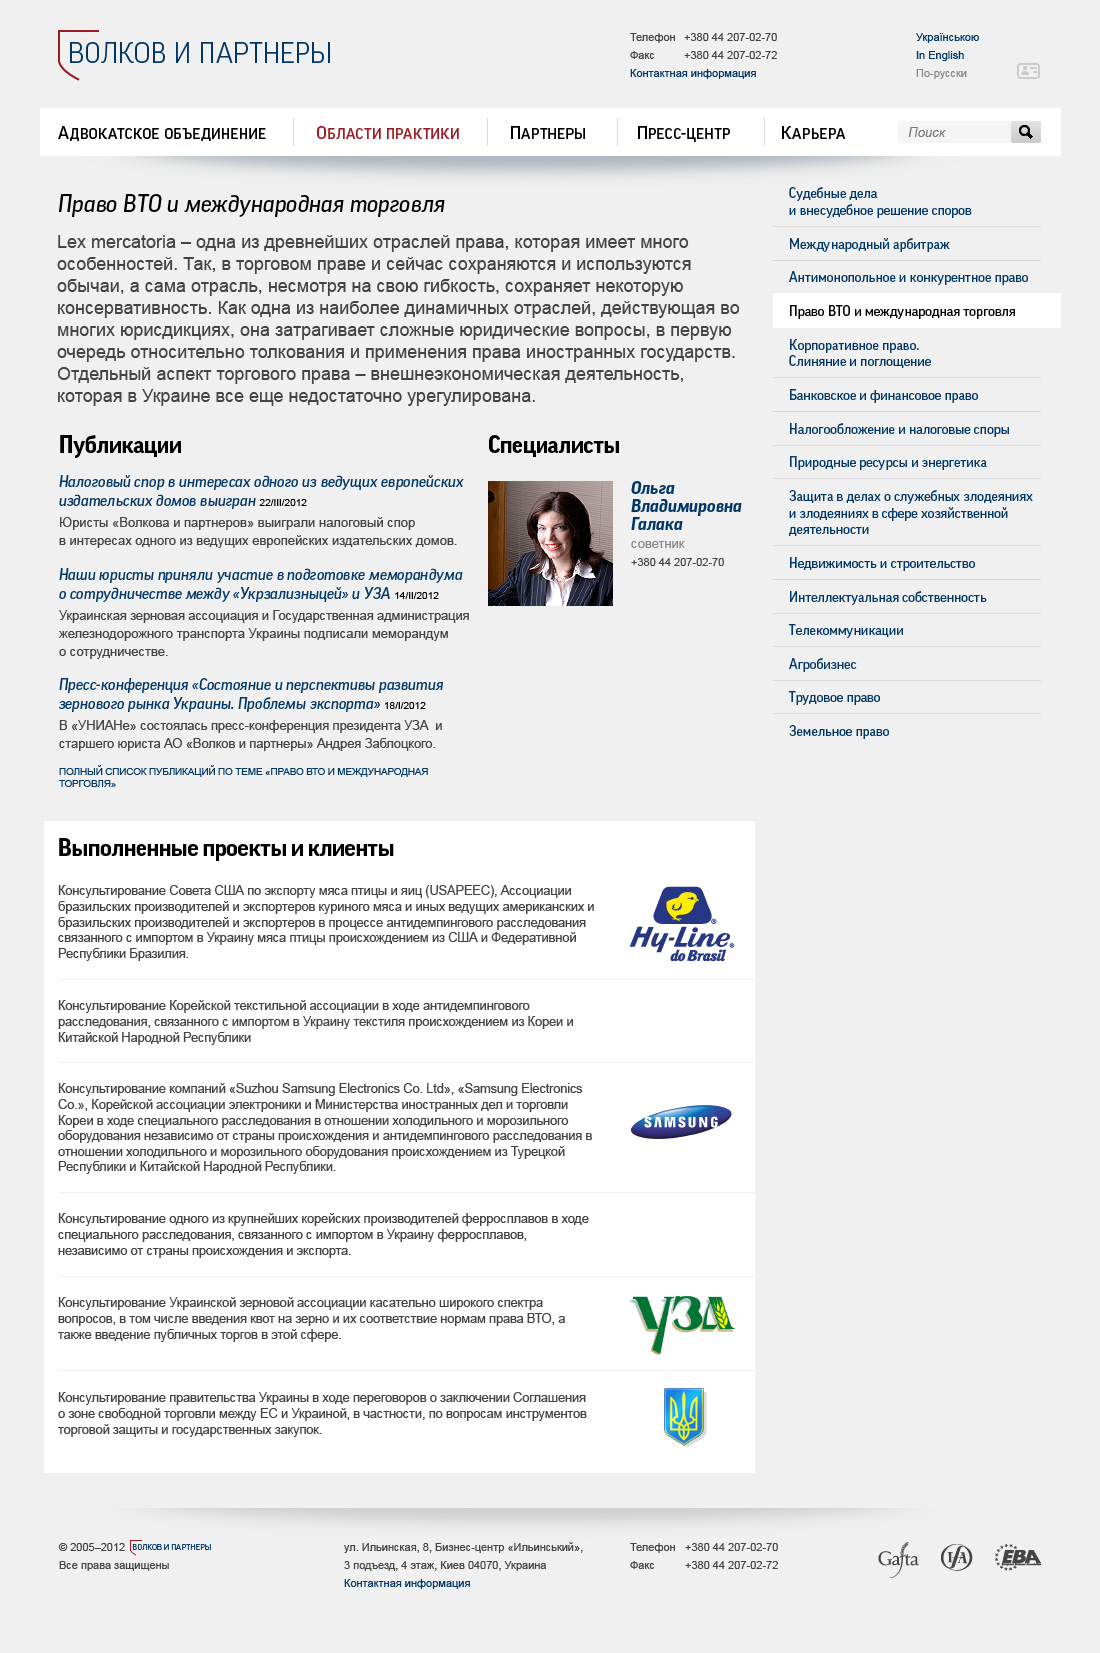 ВОЛКОВ И ПАРТНЕРЫ
Телефон +380 44 207-02-70
Факс +380 44 207-02-72
Контактная информация
Українською
In English
По-русски
Адвокатское объединение
Области практики
Партнеры
Пресс-центр
Карьера
Поиск
Право ВТО и международная торговля
Lex mercatoria – одна из древнейших отраслей права, которая имеет много
особенностей. Так, в торговом праве и сейчас сохраняются и используются
обычаи, а сама отрасль, несмотря на свою гибкость, сохраняет некоторую
консервативность. Как одна из наиболее динамичных отраслей, действующая во
многих юрисдикциях, она затрагивает сложные юридические вопросы, в первую
очередь относительно толкования и применения права иностранных государств.
Отдельный аспект торгового права – внешнеэкономическая деятельность,
которая в Украине все еще недостаточно урегулирована.
Публикации
Налоговый спор в интересах одного из ведущих европейских
издательских домов выигран 22/III/2012
Юристы «Волкова и партнеров» выиграли налоговый спор
в интересах одного из ведущих европейских издательских домов.
Наши юристы приняли участие в подготовке меморандума
о сотрудничестве между «Укрзализныцей» и УЗА 14/II/2012
Украинская зерновая ассоциация и Государственная администрация
железнодорожного транспорта Украины подписали меморандум
о сотрудничестве.
Пресс-конференция «Состояние и перспективы развития
зернового рынка Украины. Проблемы экспорта» 18/I/2012
В «УНИАНе» состоялась пресс-конференция президента УЗА и
старшего юриста АО «Волков и партнеры» Андрея Заблоцкого.
ПОЛНЫЙ СПИСОК ПУБЛИКАЦИЙ ПО ТЕМЕ «ПРАВО ВТО И МЕЖДУНАРОДНАЯ
ТОРГОВЛЯ»
Специалисты
Ольга
Владимировна
Галака
советник
+380 44 207-02-70
Судебные дела
и внесудебное решение споров
Международный арбитраж
Антимонопольное и конкурентное право
Право ВТО и международная торговля
Корпоративное право.
Слиняние и поглощение
Банковское и финансовое право
Налогообложение и налоговые споры
Природные ресурсы и энергетика
Защита в делах о служебных злодеяниях
и злодеяниях в сфере хозяйственной
деятельности
Недвижимость и строительство
Интеллектуальная собственность
Телекоммуникации
Агробизнес
Трудовое право
Земельное право
Выполненные проекты и клиенты
Консультирование Совета США по экспорту мяса птицы и яиц (USAPEEC), Ассоциации
бразильских производителей и экспортеров куриного мяса и иных ведущих американских и
бразильских производителей и экспортеров в процессе антидемпингового расследования
связанного с импортом в Украину мяса птицы происхождением из США и Федеративной
Республики Бразилия.
Hy-Line®
do Brasil
Консультирование Корейской текстильной ассоциации в ходе антидемпингового
расследования, связанного с импортом в Украину текстиля происхождением из Кореи и
Китайской Народной Республики
Консультирование компаний «Suzhou Samsung Electronics Co. Ltd», «Samsung Electronics
Co.», Корейской ассоциации электроники и Министерства иностранных дел и торговли
Кореи в ходе специального расследования в отношении холодильного и морозильного
оборудования независимо от страны происхождения и антидемпингового расследования в
отношении холодильного и морозильного оборудования происхождением из Турецкой
Республики и Китайской Народной Республики.
SAMSUNG
Консультирование одного из крупнейших корейских производителей ферросплавов в ходе
специального расследования, связанного с импортом в Украину ферросплавов,
независимо от страны происхождения и экспорта.
Консультирование Украинской зерновой ассоциации касательно широкого спектра
вопросов, в том числе введения квот на зерно и их соответствие нормам права ВТО, а
также введение публичных торгов в этой сфере.
УЗА
Консультирование правительства Украины в ходе переговоров о заключении Соглашения
о зоне свободной торговли между ЕС и Украиной, в частности, по вопросам инструментов
торговой защиты и государственных закупок.
© 2005–2012 ВОЛКОВ И ПАРТНЕРЫ
Все права защищены
ул. Ильинская, 8, Бизнес-центр «Ильинський»,
3 подъезд, 4 этаж, Киев 04070, Украина
Контактная информация
Телефон +380 44 207-02-70
Факс +380 44 207-02-72
Gafta
EBA